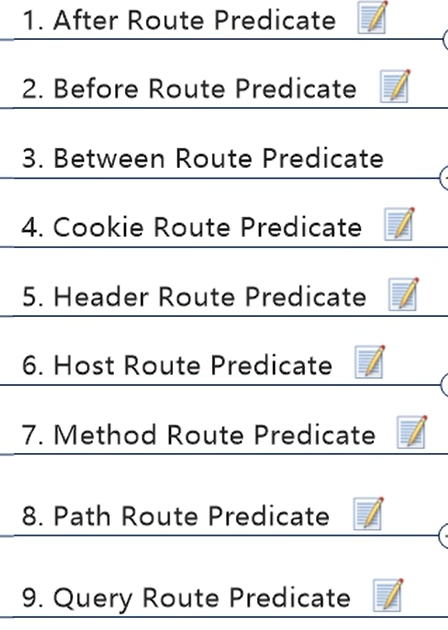 1. After Route Predicate
2. Before Route Predicate
3. Between Route Predicate
4. Cookie Route Predicate
5. Header Route Predicate
6. Host Route Predicate
7. Method Route Predicate
8. Path Route Predicate
9. Query Route Predicate